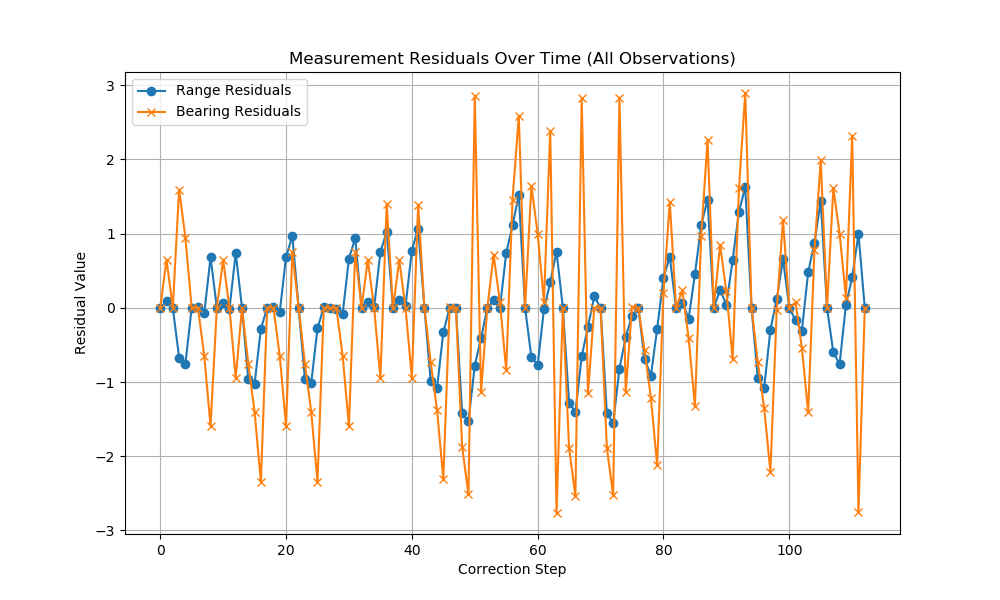 Measurement Residuals Over Time (All Observations)
Range Residuals
Bearing Residuals
3
2
1
0
−1
−2
−3
Residual Value
0 20 40 60 80 100
Correction Step